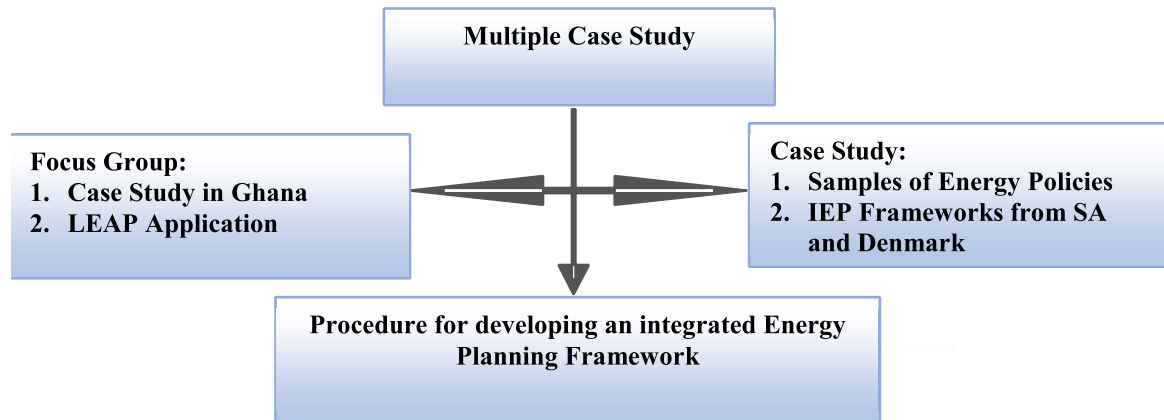 Multiple Case Study
Focus Group:
1. Case Study in Ghana
2. LEAP Application
Case Study:
1. Samples of Energy Policies
2. IEP Frameworks from SA
and Denmark
Procedure for developing an integrated Energy
Planning Framework